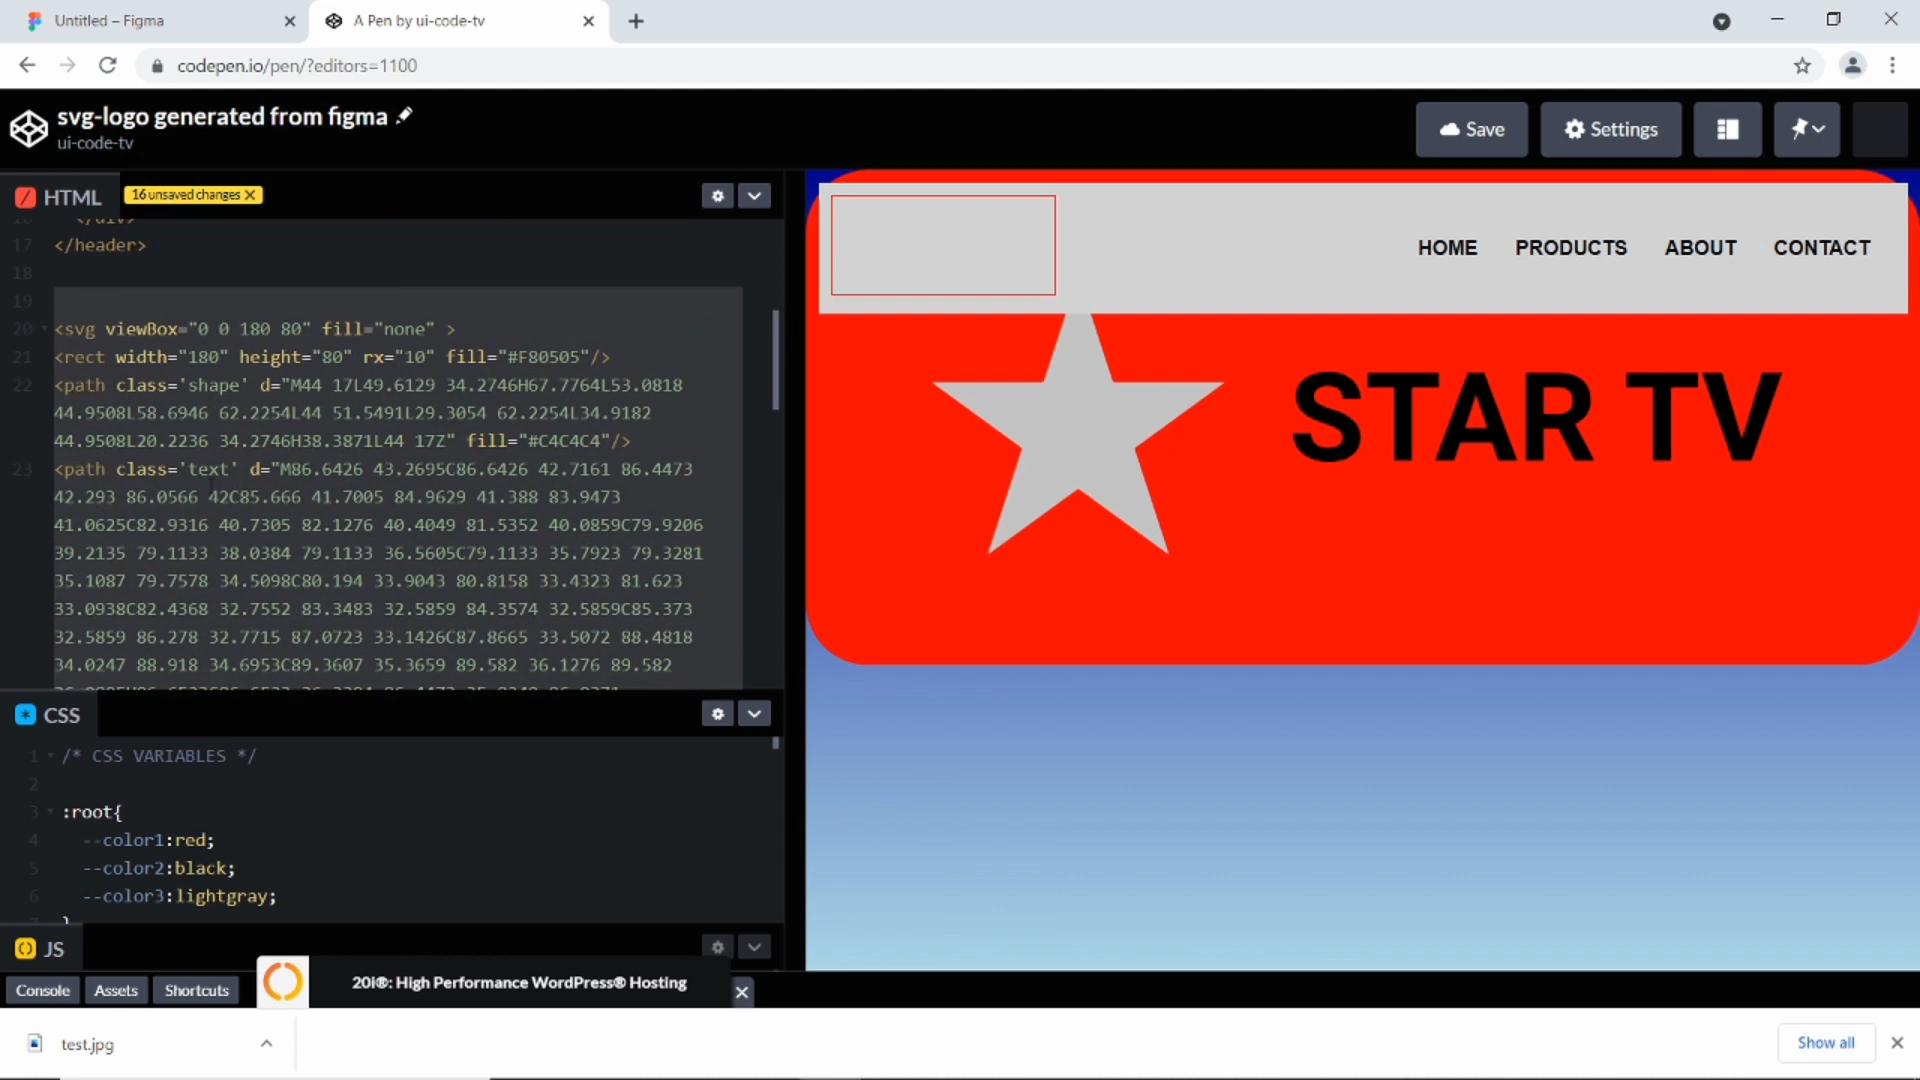 Untitled – Figma
A Pen by ui-code-tv
codepen.io/pen/?editors=1100
svg-logo generated from figma
ui-code-tv
Save
Settings
HTML
16 unsaved changes X
17 </header>
18
19
20 <svg viewBox="0 0 180 80" fill="none" >
21 <rect width="180" height="80" rx="10" fill="#F80505"/>
22 <path class='shape' d="M44 17L49.6129 34.2746H67.7764L53.0818
44.9508L58.6946 62.2254L44 51.5491L29.3054 62.2254L34.9182
44.9508L20.2236 34.2746H38.3871L44 17Z" fill="#C4C4C4"/>
23 <path class='text' d="M86.6426 43.2695C86.6426 42.7161 86.4473
42.293 86.0566 42C85.666 41.7005 84.9629 41.388 83.9473
41.0625C82.9316 40.7305 82.1276 40.4049 81.5352 40.0859C79.9206
39.2135 79.1133 38.0384 79.1133 36.5605C79.1133 35.7923 79.3281
35.1087 79.7578 34.5098C80.194 33.9043 80.8158 33.4323 81.623
33.0938C82.4368 32.7552 83.3483 32.5859 84.3574 32.5859C85.373
32.5859 86.278 32.7715 87.0723 33.1426C87.8665 33.5072 88.4818
34.0247 88.918 34.6953C89.3607 35.3659 89.582 36.1276 89.582
CSS
1 /* CSS VARIABLES */
2
3 :root{
4 --color1:red;
5 --color2:black;
6 --color3:lightgray;
JS
Console
Assets
Shortcuts
20i®: High Performance WordPress® Hosting
HOME
PRODUCTS
ABOUT
CONTACT
STAR TV
test.jpg
Show all